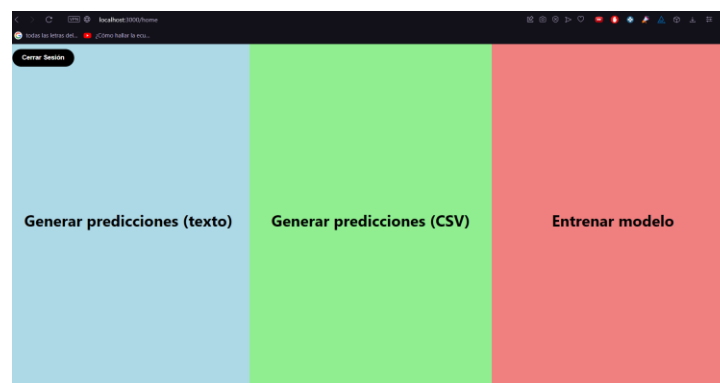 VPN localhost:3000/home
todas las letras del... ¿Cómo hallar la ecu...
Cerrar Sesión
Generar predicciones (texto) Generar predicciones (CSV) Entrenar modelo